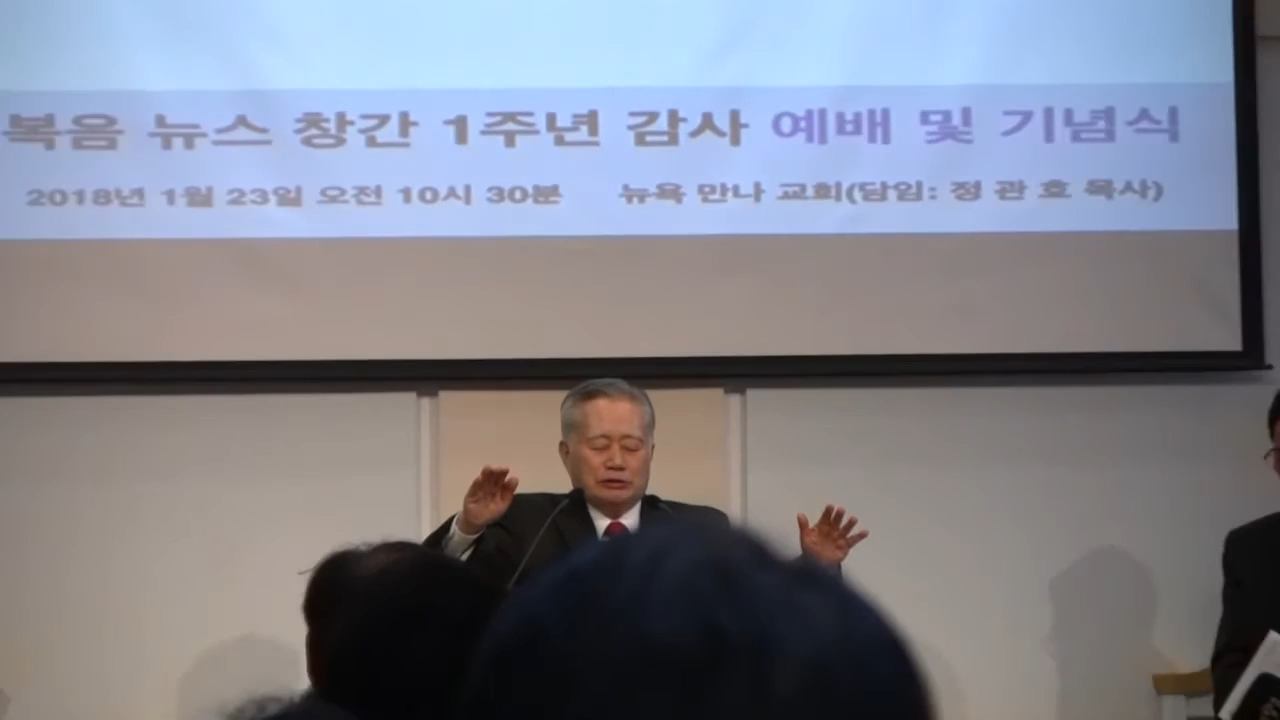 복음 뉴스 창간 1주년 감사 예배 및 기념식
2018년 1월 23일 오전 10시 30분 뉴욕 만나 교회(담임: 정 관 호 목사)